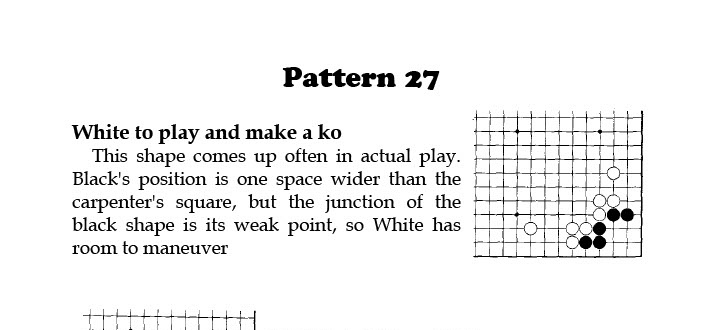 Pattern 27
White to play and make a ko
This shape comes up often in actual play.
Black's position is one space wider than the
carpenter's square, but the junction of the
black shape is its weak point, so White has
room to maneuver